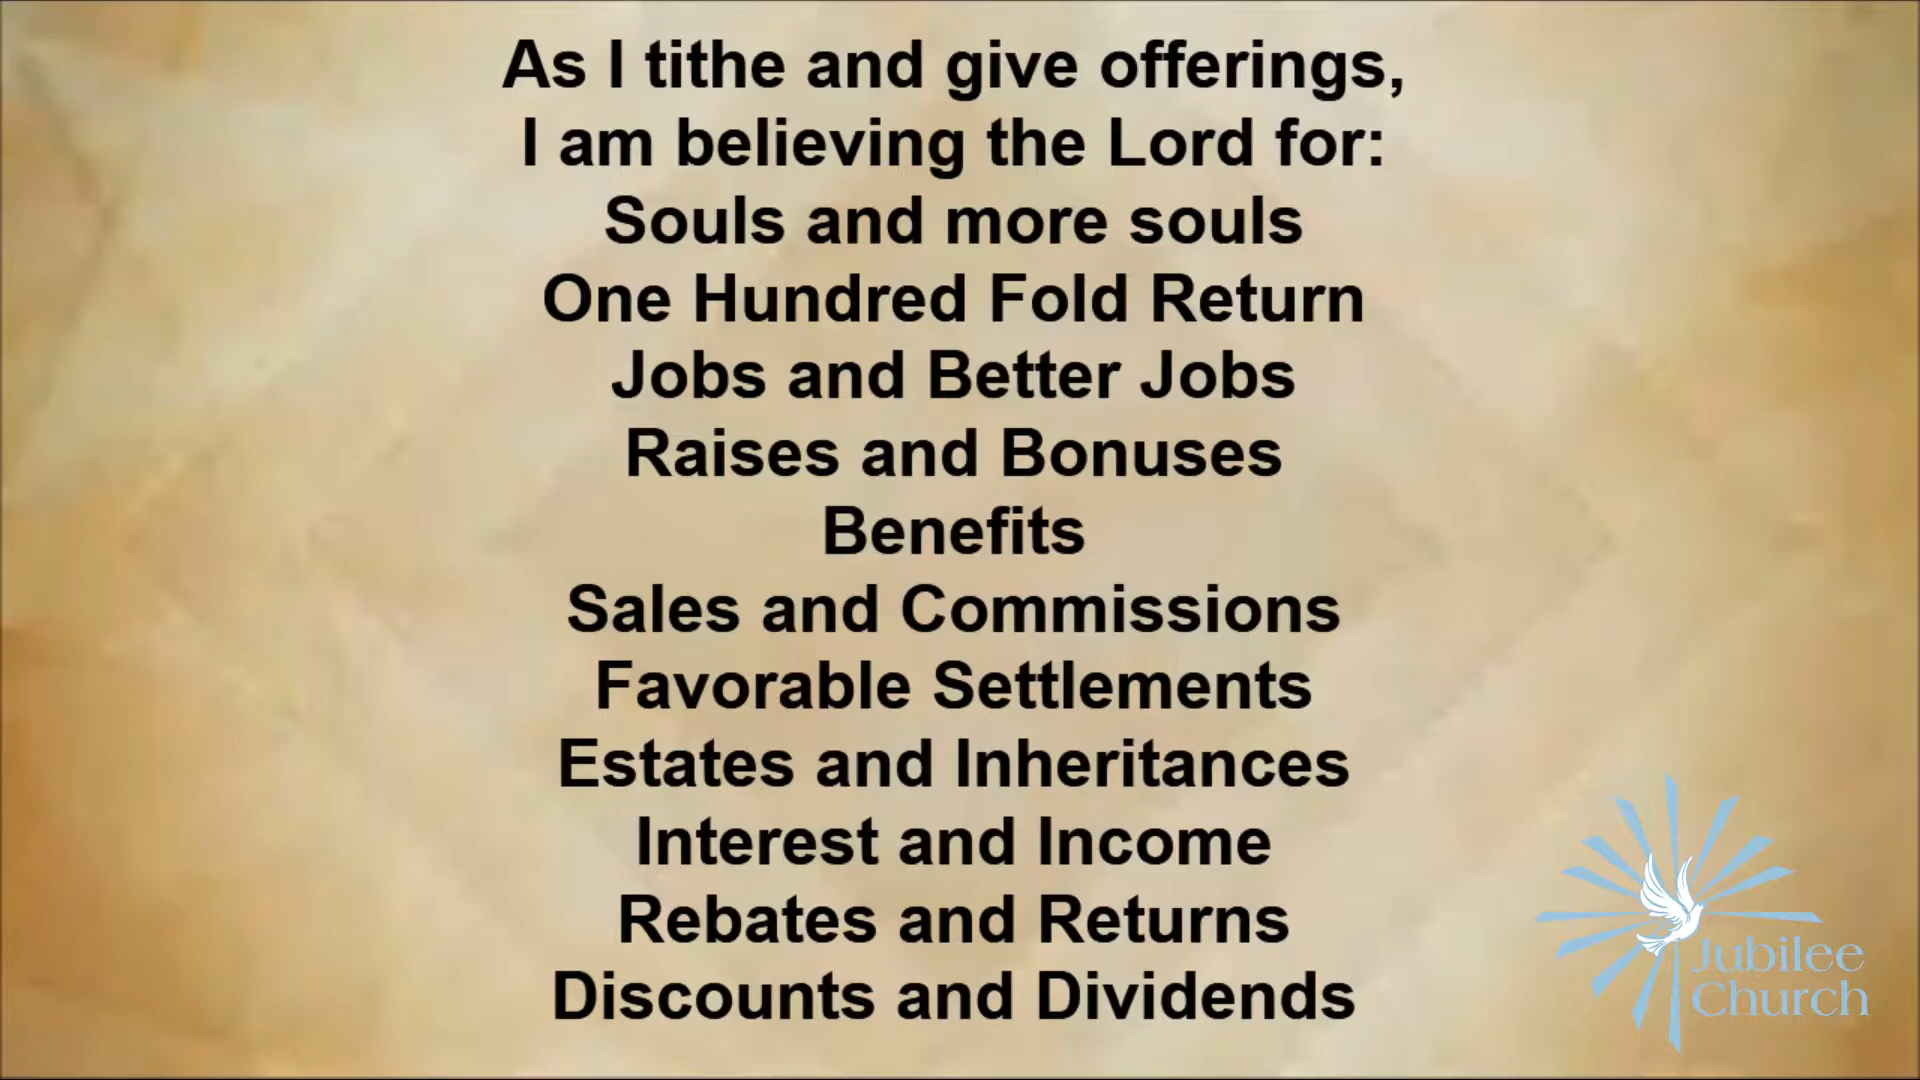 As I tithe and give offerings,
I am believing the Lord for:
Souls and more souls
One Hundred Fold Return
Jobs and Better Jobs
Raises and Bonuses
Benefits
Sales and Commissions
Favorable Settlements
Estates and Inheritances
Interest and Income
Rebates and Returns
Discounts and Dividends
Jubilee
Church